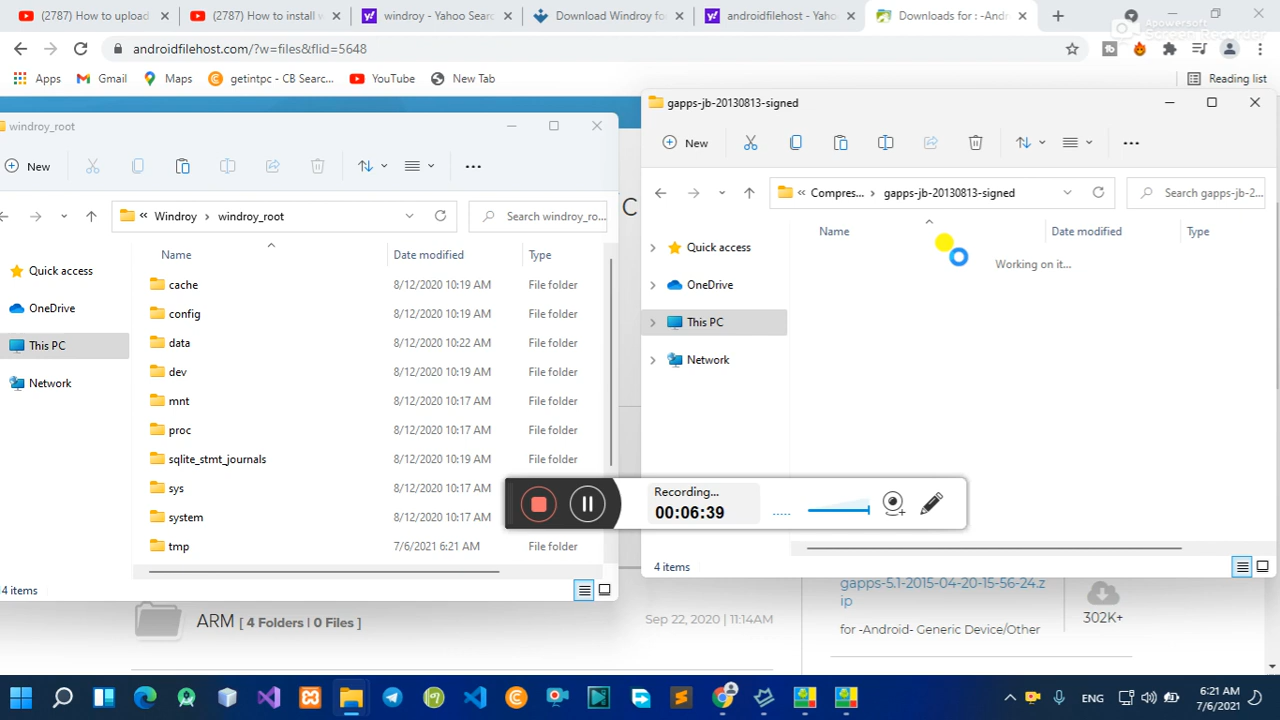 (2787) How to upload
(2787) How to install w
windroy - Yahoo Sear
Download Windroy fo
androidfilehost - Yaho
Downloads for : -And
androidfilehost.com/?w=files&flid=5648
Apowersoft
Screen Recorder
Apps
Gmail
Maps
getintpc - CB Searc...
YouTube
New Tab
Reading list
windroy_root
New
Windroy
windroy_root
Search windroy_ro...
Name
Date modified
Type
Quick access
OneDrive
This PC
Network
cache 8/12/2020 10:19 AM File folder
config 8/12/2020 10:19 AM File folder
data 8/12/2020 10:22 AM File folder
dev 8/12/2020 10:19 AM File folder
mnt 8/12/2020 10:17 AM File folder
proc 8/12/2020 10:17 AM File folder
sqlite_stmt_journals 8/12/2020 10:19 AM File folder
sys 8/12/2020 10:17 AM File folder
system 8/12/2020 10:17 AM File folder
tmp 7/6/2021 6:21 AM File folder
4 items
C
gapps-jb-20130813-signed
New
Compres...
gapps-jb-20130813-signed
Search gapps-jb-2...
Name
Date modified
Type
Working on it...
Quick access
OneDrive
This PC
Network
4 items
Recording...
00:06:39
ARM [ 4 Folders | 0 Files ]
Sep 22, 2020 | 11:14AM
gapps-5.1-2015-04-20-15-56-24.z
ip
for -Android- Generic Device/Other
302K+
ENG
6:21 AM
7/6/2021